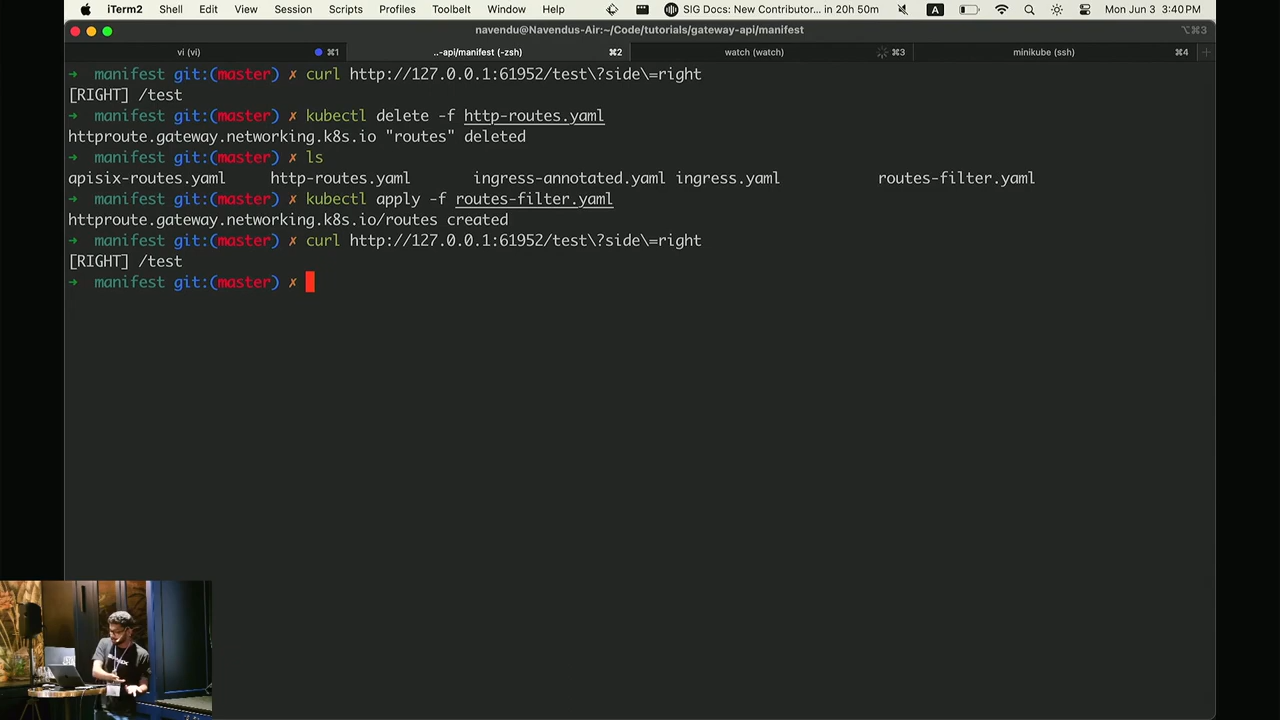 iTerm2 Shell Edit View Session Scripts Profiles Toolbelt Window Help A SIG Docs: New Contributor... in 20h 50m Mon Jun 3 3:40 PM
navendu@Navendus-Air:~/Code/tutorials/gateway-api/manifest ⌥⌘3
vi (vi) ⌘1 ..-api/manifest (-zsh) ⌘2 watch (watch) ⌘3 minikube (ssh) ⌘4
→ manifest git:(master) ✗ curl http://127.0.0.1:61952/test\?side\=right
[RIGHT] /test
→ manifest git:(master) ✗ kubectl delete -f http-routes.yaml
httproute.gateway.networking.k8s.io "routes" deleted
→ manifest git:(master) ✗ ls
apisix-routes.yaml http-routes.yaml ingress-annotated.yaml ingress.yaml routes-filter.yaml
→ manifest git:(master) ✗ kubectl apply -f routes-filter.yaml
httproute.gateway.networking.k8s.io/routes created
→ manifest git:(master) ✗ curl http://127.0.0.1:61952/test\?side\=right
[RIGHT] /test
→ manifest git:(master) ✗